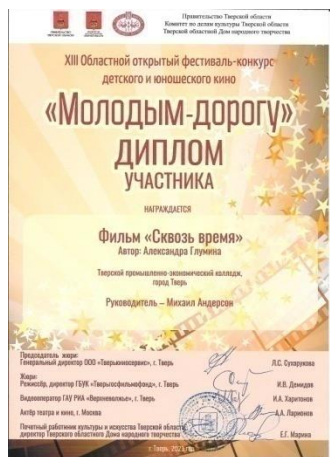 Правительство Тверской области
Комитет по делам культуры Тверской области
Тверской областной Дом народного творчества
XIII Областной открытый фестиваль-конкурс
детского и юношеского кино
«Молодым-дорогу»
ДИПЛОМ
УЧАСТНИКА
НАГРАЖДАЕТСЯ
Фильм «Сквозь время»
Автор: Александра Глумина
Тверской промышленно-экономический колледж,
город Тверь
Руководитель – Михаил Андерсон
Председатель жюри:
Генеральный директор ООО «Тверькиносервис», г. Тверь
Л.С. Сухорукова
Жюри:
Режиссёр, директор ГБУК «Тверьгосфильмофонд», г. Тверь
И.В. Демидов
Видеооператор ГАУ РИА «Верхневолжье», г. Тверь
И.А. Харитонов
Актёр театра и кино, г. Москва
А.А. Ларионов
Почетный работник культуры и искусства Тверской области,
директор Тверского областного Дома народного творчества
Е.Г. Марина
г. Тверь,